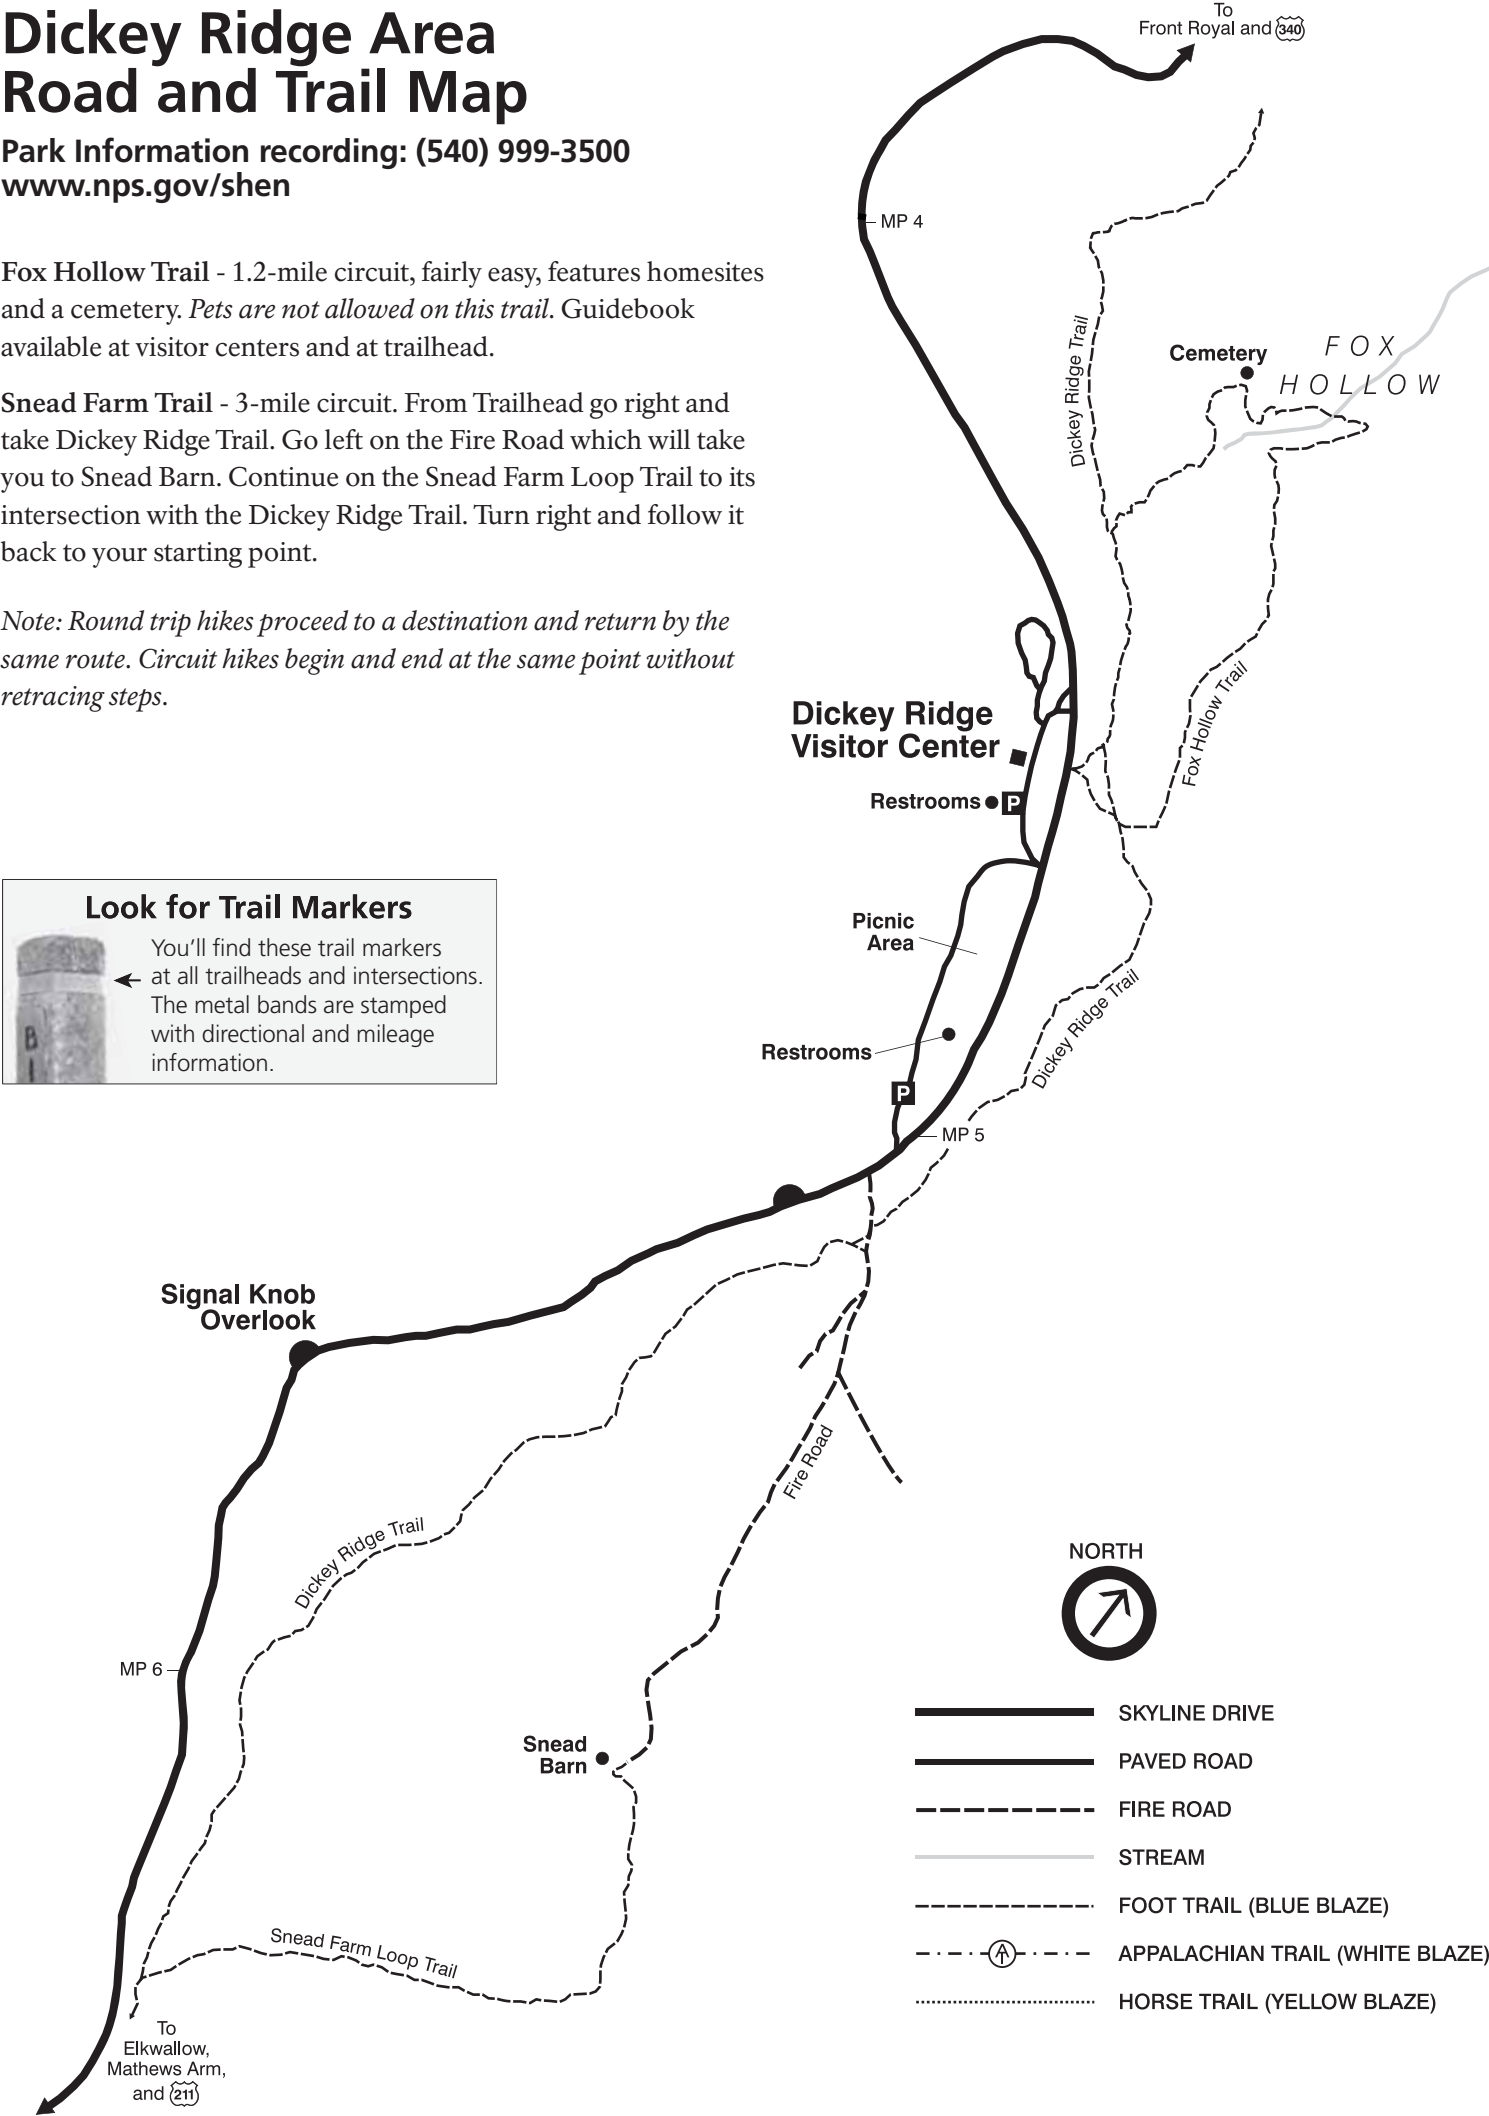 Dickey Ridge Area
Road and Trail Map
Park Information recording: (540) 999-3500
www.nps.gov/shen
Fox Hollow Trail - 1.2-mile circuit, fairly easy, features homesites
and a cemetery. Pets are not allowed on this trail. Guidebook
available at visitor centers and at trailhead.
Snead Farm Trail - 3-mile circuit. From Trailhead go right and
take Dickey Ridge Trail. Go left on the Fire Road which will take
you to Snead Barn. Continue on the Snead Farm Loop Trail to its
intersection with the Dickey Ridge Trail. Turn right and follow it
back to your starting point.
Note: Round trip hikes proceed to a destination and return by the
same route. Circuit hikes begin and end at the same point without
retracing steps.
Look for Trail Markers
You'll find these trail markers
at all trailheads and intersections.
The metal bands are stamped
with directional and mileage
information.
B
To
Front Royal and 340
MP 4
Dickey Ridge Trail
Cemetery
FOX
HOLLOW
Fox Hollow Trail
Dickey Ridge
Visitor Center
Restrooms
P
Picnic
Area
Dickey Ridge Trail
Restrooms
P
MP 5
Signal Knob
Overlook
Fire Road
Dickey Ridge Trail
MP 6
Snead
Barn
Snead Farm Loop Trail
To
Elkwallow,
Mathews Arm,
and 211
NORTH
SKYLINE DRIVE
PAVED ROAD
FIRE ROAD
STREAM
FOOT TRAIL (BLUE BLAZE)
APPALACHIAN TRAIL (WHITE BLAZE)
HORSE TRAIL (YELLOW BLAZE)